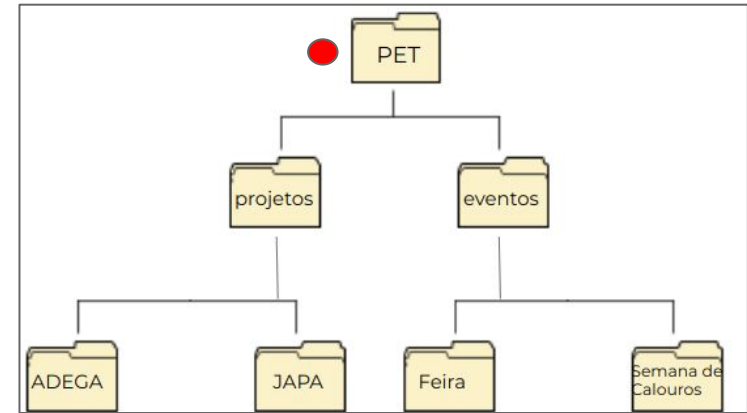 PET
projetos
eventos
ADEGA
JAPA
Feira
Semana de
Calouros